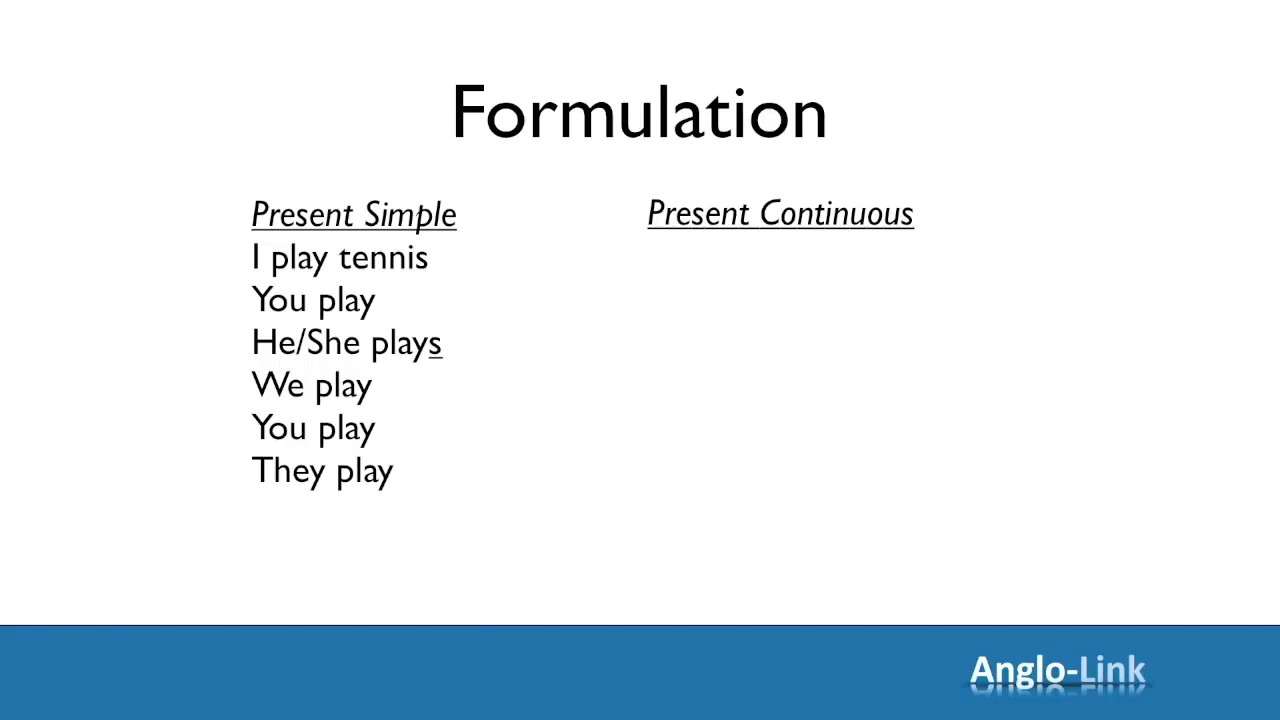 Formulation
Present Simple
I play tennis
You play
He/She plays
We play
You play
They play
Present Continuous
Anglo-Link